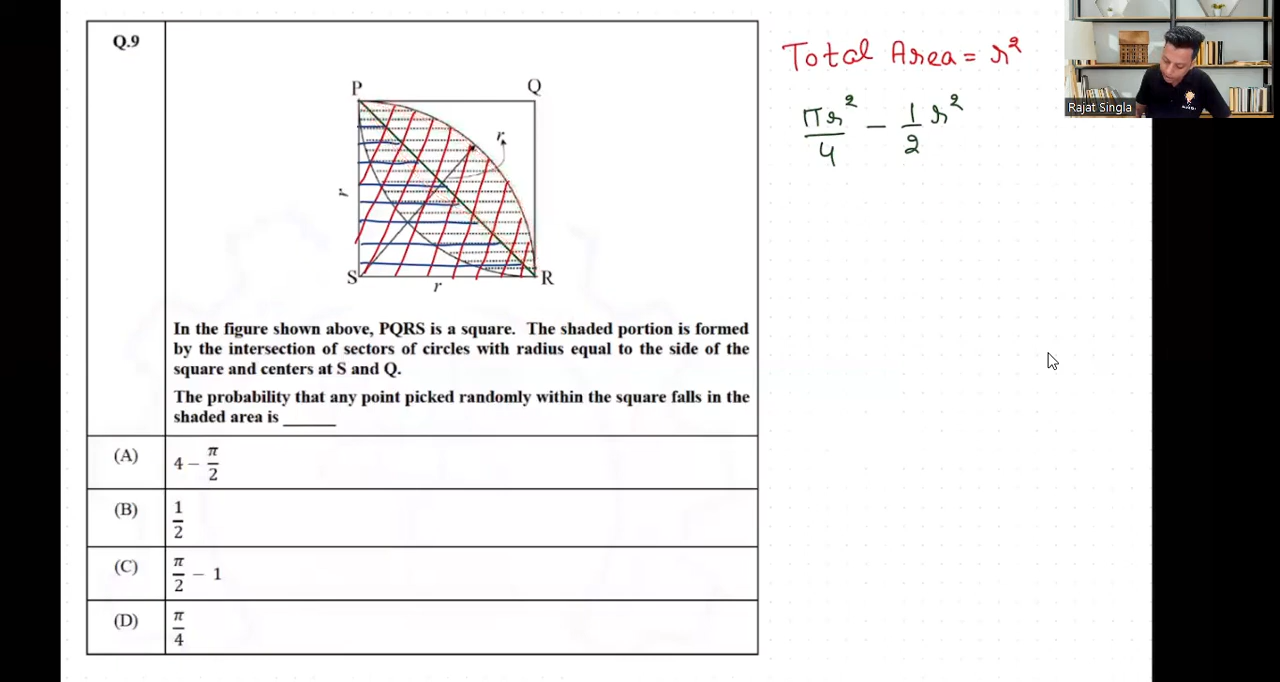 Q.9
P
Q
r
r
S
R
r
In the figure shown above, PQRS is a square. The shaded portion is formed
by the intersection of sectors of circles with radius equal to the side of the
square and centers at S and Q.
The probability that any point picked randomly within the square falls in the
shaded area is ______
(A) 4 − π/2
(B) 1/2
(C) π/2 − 1
(D) π/4
Total Area = r²
πr²/4 − 1/2 r²
Rajat Singla